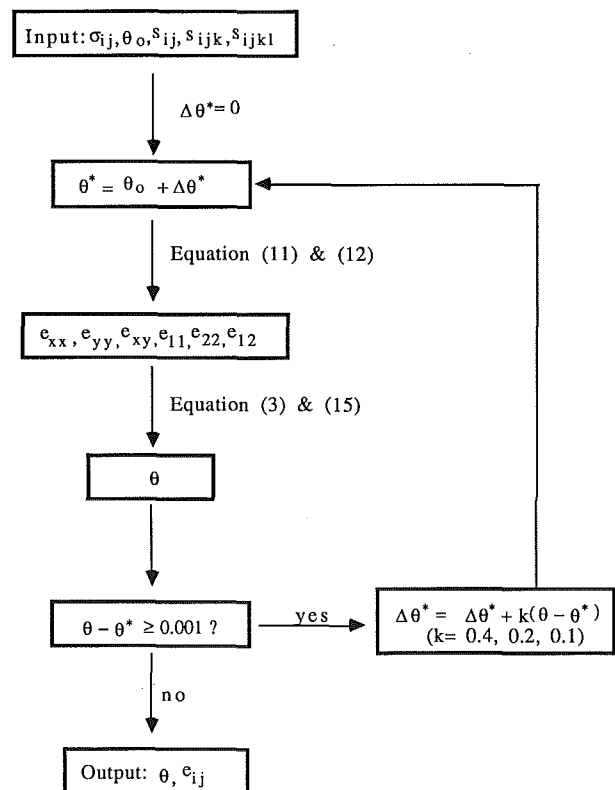 Input: σij, θo, sij, sijk, sijkl
Δθ* = 0
θ* = θo + Δθ*
Equation (11) & (12)
exx, eyy, exy, e11, e22, e12
Equation (3) & (15)
θ
θ − θ* ≥ 0.001 ?
yes
Δθ* = Δθ* + k(θ − θ*)
(k= 0.4, 0.2, 0.1)
no
Output: θ, eij